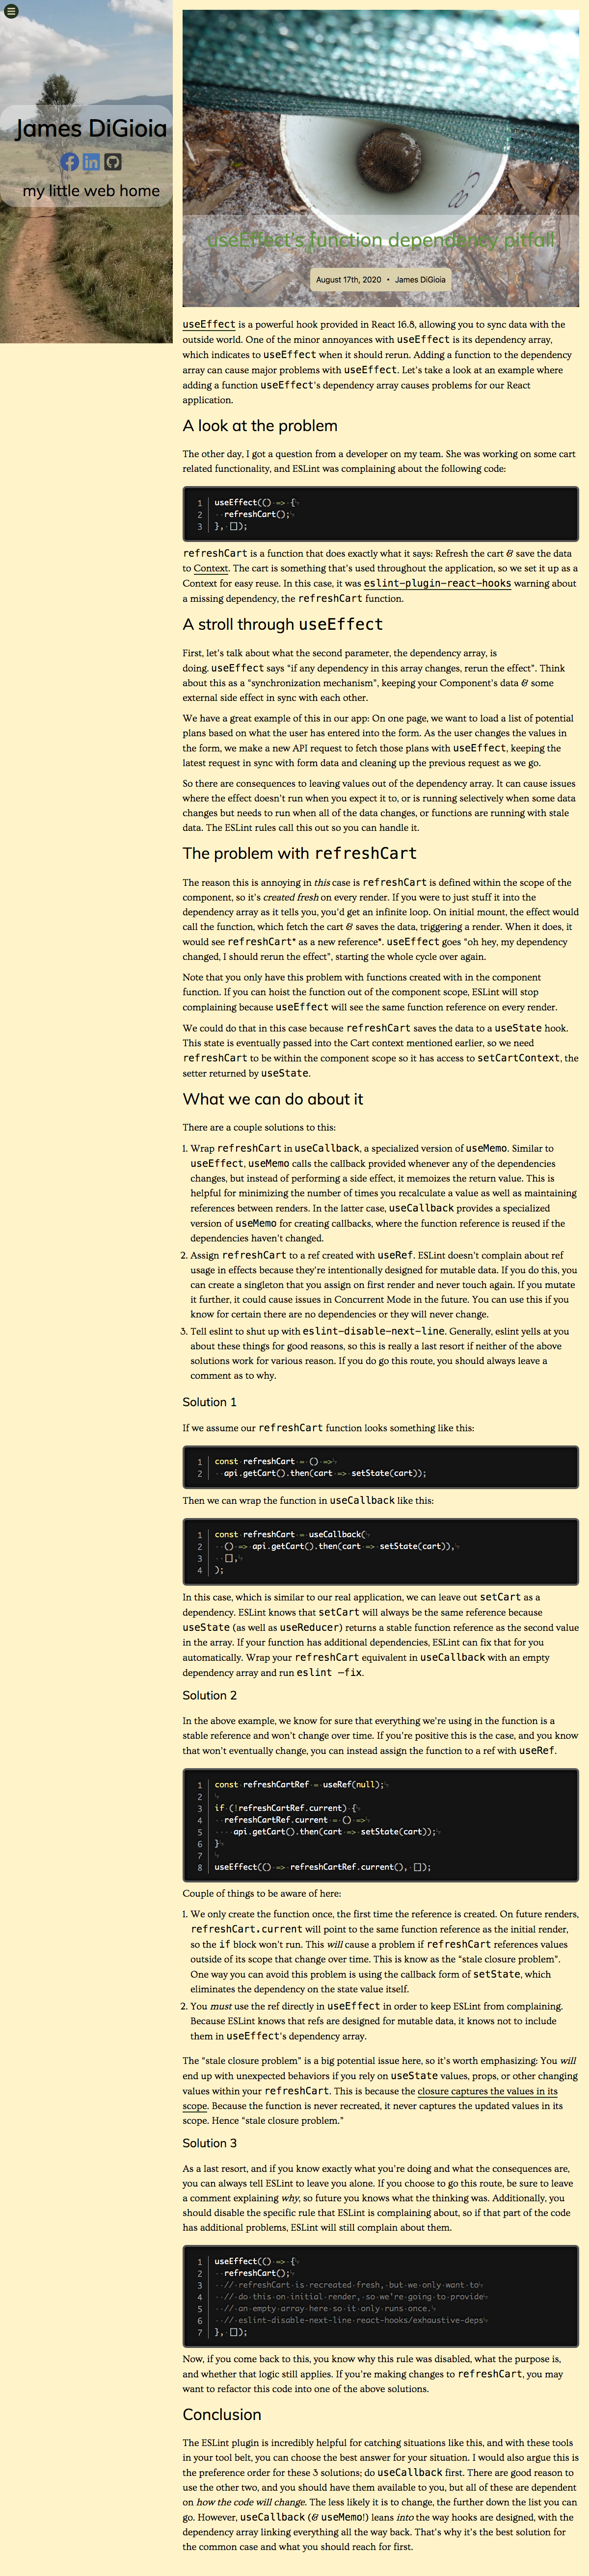 James DiGioia
my little web home
useEffect's function dependency pitfall
August 17th, 2020 • James DiGioia
useEffect is a powerful hook provided in React 16.8, allowing you to sync data with the
outside world. One of the minor annoyances with useEffect is its dependency array,
which indicates to useEffect when it should rerun. Adding a function to the dependency
array can cause major problems with useEffect. Let's take a look at an example where
adding a function useEffect's dependency array causes problems for our React
application.
A look at the problem
The other day, I got a question from a developer on my team. She was working on some cart
related functionality, and ESLint was complaining about the following code:
1 useEffect(() => {
2 refreshCart();
3 }, []);
refreshCart is a function that does exactly what it says: Refresh the cart & save the data
to Context. The cart is something that's used throughout the application, so we set it up as a
Context for easy reuse. In this case, it was eslint-plugin-react-hooks warning about
a missing dependency, the refreshCart function.
A stroll through useEffect
First, let's talk about what the second parameter, the dependency array, is
doing. useEffect says "if any dependency in this array changes, rerun the effect". Think
about this as a "synchronization mechanism", keeping your Component's data & some
external side effect in sync with each other.
We have a great example of this in our app: On one page, we want to load a list of potential
plans based on what the user has entered into the form. As the user changes the values in
the form, we make a new API request to fetch those plans with useEffect, keeping the
latest request in sync with form data and cleaning up the previous request as we go.
So there are consequences to leaving values out of the dependency array. It can cause issues
where the effect doesn't run when you expect it to, or is running selectively when some data
changes but needs to run when all of the data changes, or functions are running with stale
data. The ESLint rules call this out so you can handle it.
The problem with refreshCart
The reason this is annoying in this case is refreshCart is defined within the scope of the
component, so it's created fresh on every render. If you were to just stuff it into the
dependency array as it tells you, you'd get an infinite loop. On initial mount, the effect would
call the function, which fetch the cart & saves the data, triggering a render. When it does, it
would see refreshCart* as a new reference*. useEffect goes "oh hey, my dependency
changed, I should rerun the effect", starting the whole cycle over again.
Note that you only have this problem with functions created with in the component
function. If you can hoist the function out of the component scope, ESLint will stop
complaining because useEffect will see the same function reference on every render.
We could do that in this case because refreshCart saves the data to a useState hook.
This state is eventually passed into the Cart context mentioned earlier, so we need
refreshCart to be within the component scope so it has access to setCartContext, the
setter returned by useState.
What we can do about it
There are a couple solutions to this:
1. Wrap refreshCart in useCallback, a specialized version of useMemo. Similar to
useEffect, useMemo calls the callback provided whenever any of the dependencies
changes, but instead of performing a side effect, it memoizes the return value. This is
helpful for minimizing the number of times you recalculate a value as well as maintaining
references between renders. In the latter case, useCallback provides a specialized
version of useMemo for creating callbacks, where the function reference is reused if the
dependencies haven't changed.
2. Assign refreshCart to a ref created with useRef. ESLint doesn't complain about ref
usage in effects because they're intentionally designed for mutable data. If you do this, you
can create a singleton that you assign on first render and never touch again. If you mutate
it further, it could cause issues in Concurrent Mode in the future. You can use this if you
know for certain there are no dependencies or they will never change.
3. Tell eslint to shut up with eslint-disable-next-line. Generally, eslint yells at you
about these things for good reasons, so this is really a last resort if neither of the above
solutions work for various reason. If you do go this route, you should always leave a
comment as to why.
Solution 1
If we assume our refreshCart function looks something like this:
1 const refreshCart = () =>
2 api.getCart().then(cart => setState(cart));
Then we can wrap the function in useCallback like this:
1 const refreshCart = useCallback(
2 () => api.getCart().then(cart => setState(cart)),
3 [],
4 );
In this case, which is similar to our real application, we can leave out setCart as a
dependency. ESLint knows that setCart will always be the same reference because
useState (as well as useReducer) returns a stable function reference as the second value
in the array. If your function has additional dependencies, ESLint can fix that for you
automatically. Wrap your refreshCart equivalent in useCallback with an empty
dependency array and run eslint —fix.
Solution 2
In the above example, we know for sure that everything we're using in the function is a
stable reference and won't change over time. If you're positive this is the case, and you know
that won't eventually change, you can instead assign the function to a ref with useRef.
1 const refreshCartRef = useRef(null);
2
3 if (!refreshCartRef.current) {
4 refreshCartRef.current = () =>
5 api.getCart().then(cart => setState(cart));
6 }
7
8 useEffect(() => refreshCartRef.current(), []);
Couple of things to be aware of here:
1. We only create the function once, the first time the reference is created. On future renders,
refreshCart.current will point to the same function reference as the initial render,
so the if block won't run. This will cause a problem if refreshCart references values
outside of its scope that change over time. This is know as the "stale closure problem".
One way you can avoid this problem is using the callback form of setState, which
eliminates the dependency on the state value itself.
2. You must use the ref directly in useEffect in order to keep ESLint from complaining.
Because ESLint knows that refs are designed for mutable data, it knows not to include
them in useEffect's dependency array.
The "stale closure problem" is a big potential issue here, so it's worth emphasizing: You will
end up with unexpected behaviors if you rely on useState values, props, or other changing
values within your refreshCart. This is because the closure captures the values in its
scope. Because the function is never recreated, it never captures the updated values in its
scope. Hence "stale closure problem."
Solution 3
As a last resort, and if you know exactly what you're doing and what the consequences are,
you can always tell ESLint to leave you alone. If you choose to go this route, be sure to leave
a comment explaining why, so future you knows what the thinking was. Additionally, you
should disable the specific rule that ESLint is complaining about, so if that part of the code
has additional problems, ESLint will still complain about them.
1 useEffect(() => {
2 refreshCart();
3 // refreshCart is recreated fresh, but we only want to
4 // do this on initial render, so we're going to provide
5 // an empty array here so it only runs once.
6 // eslint-disable-next-line react-hooks/exhaustive-deps
7 }, []);
Now, if you come back to this, you know why this rule was disabled, what the purpose is,
and whether that logic still applies. If you're making changes to refreshCart, you may
want to refactor this code into one of the above solutions.
Conclusion
The ESLint plugin is incredibly helpful for catching situations like this, and with these tools
in your tool belt, you can choose the best answer for your situation. I would also argue this is
the preference order for these 3 solutions; do useCallback first. There are good reason to
use the other two, and you should have them available to you, but all of these are dependent
on how the code will change. The less likely it is to change, the further down the list you can
go. However, useCallback (& useMemo!) leans into the way hooks are designed, with the
dependency array linking everything all the way back. That's why it's the best solution for
the common case and what you should reach for first.